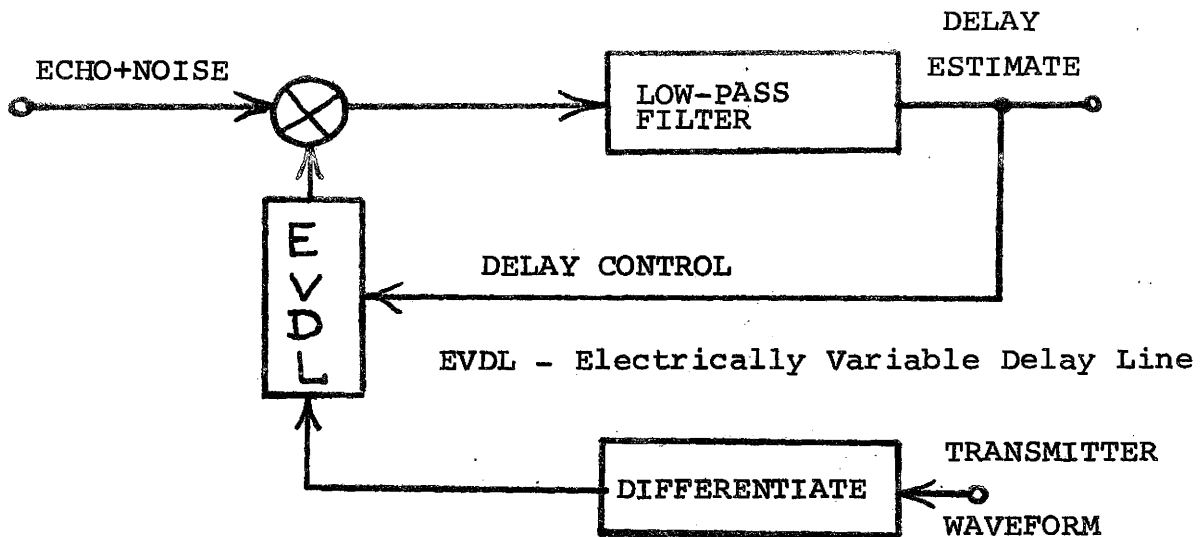 DELAY
ESTIMATE
ECHO+NOISE
LOW-PASS
FILTER
E
V
D
L
DELAY CONTROL
EVDL - Electrically Variable Delay Line
DIFFERENTIATE
TRANSMITTER
WAVEFORM